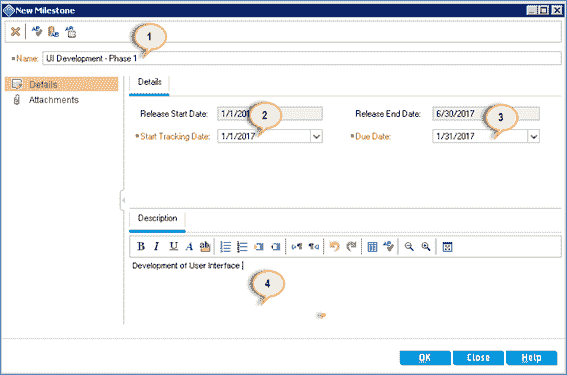 New Milestone
1
Name: UI Development - Phase 1
Details
Attachments
Details
Release Start Date: 1/1/201 2
Release End Date: 6/30/2017 3
Start Tracking Date: 1/1/2017
Due Date: 1/31/2017
Description
B I U A ab
Development of User Interface
4
OK Close Help